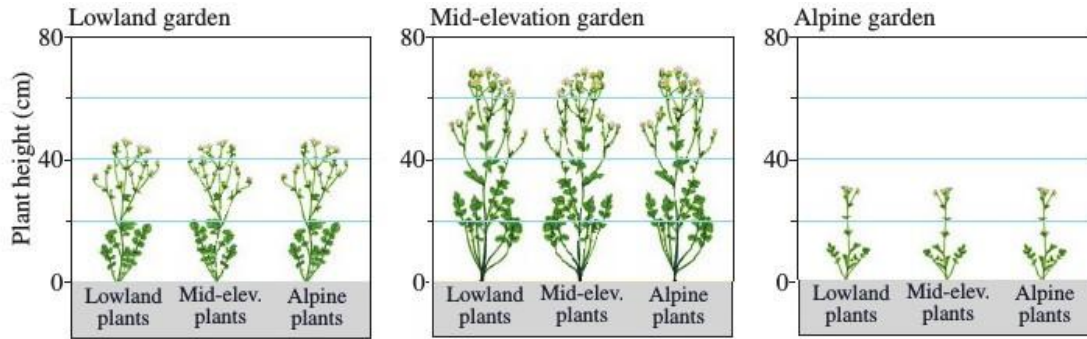 Lowland garden
80
40
0
Plant height (cm)
Lowland plants
Mid-elev. plants
Alpine plants
Mid-elevation garden
80
40
0
Lowland plants
Mid-elev. plants
Alpine plants
Alpine garden
80
40
0
Lowland plants
Mid-elev. plants
Alpine plants